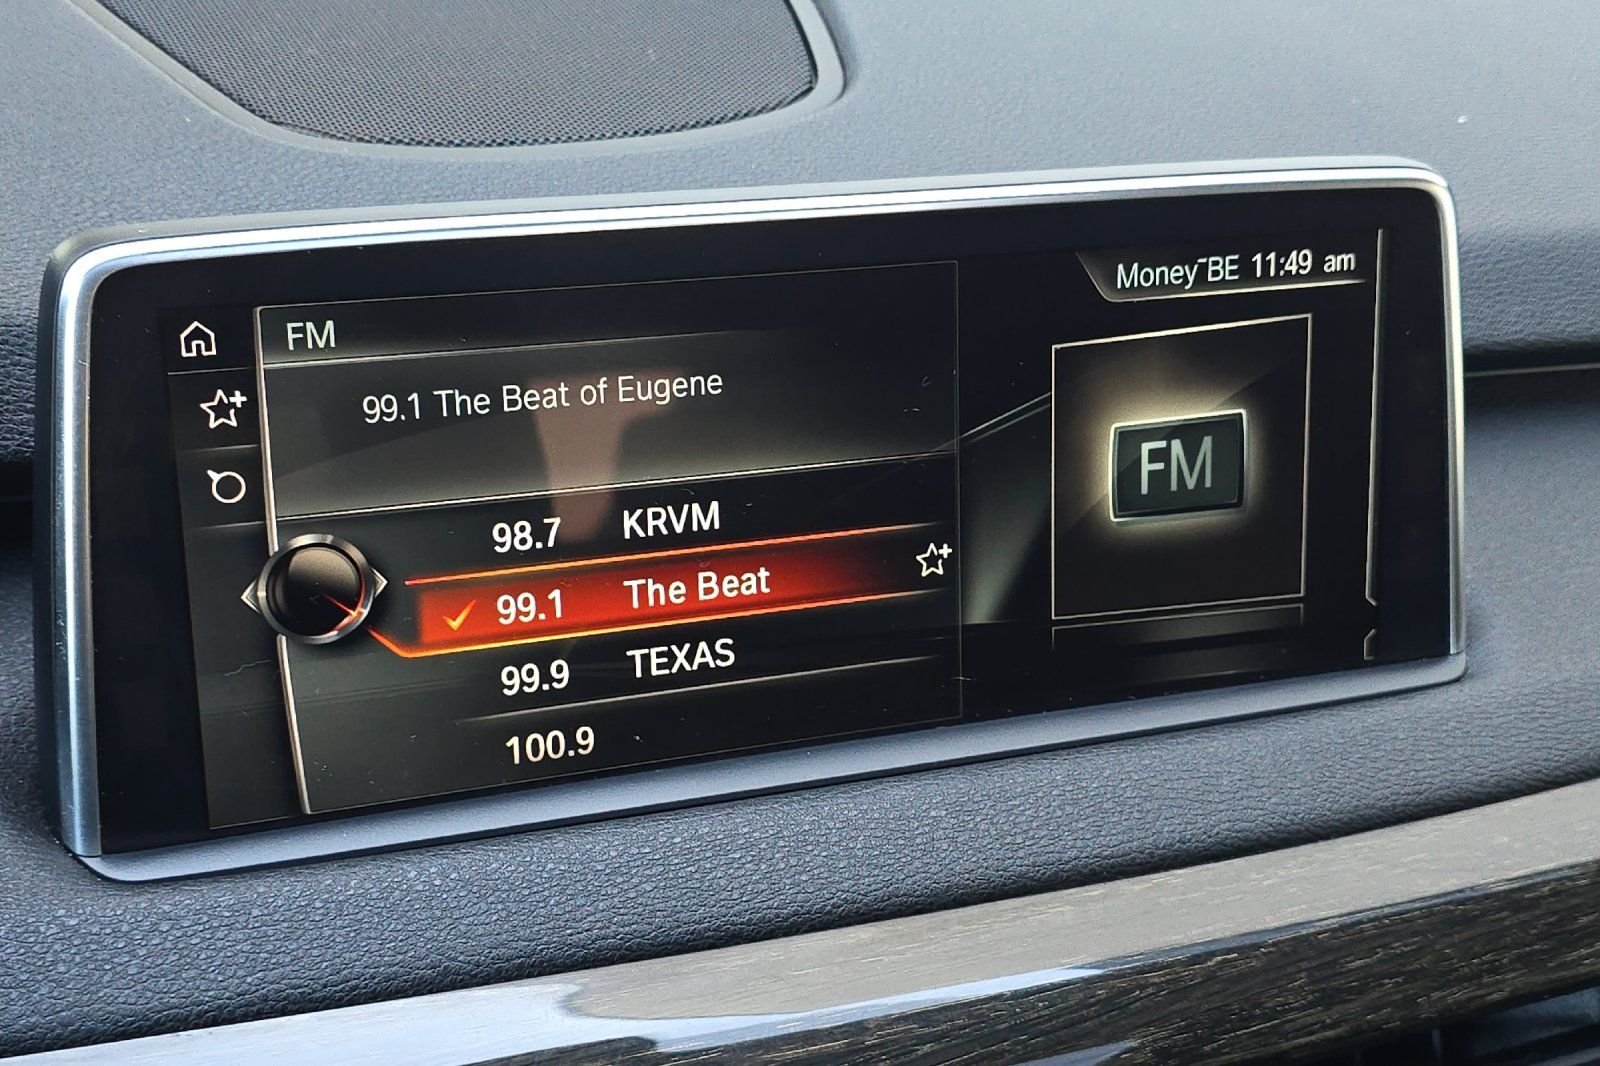 Money¯BE 11:49 am
FM
99.1 The Beat of Eugene
98.7 KRVM
99.1 The Beat
99.9 TEXAS
100.9
FM